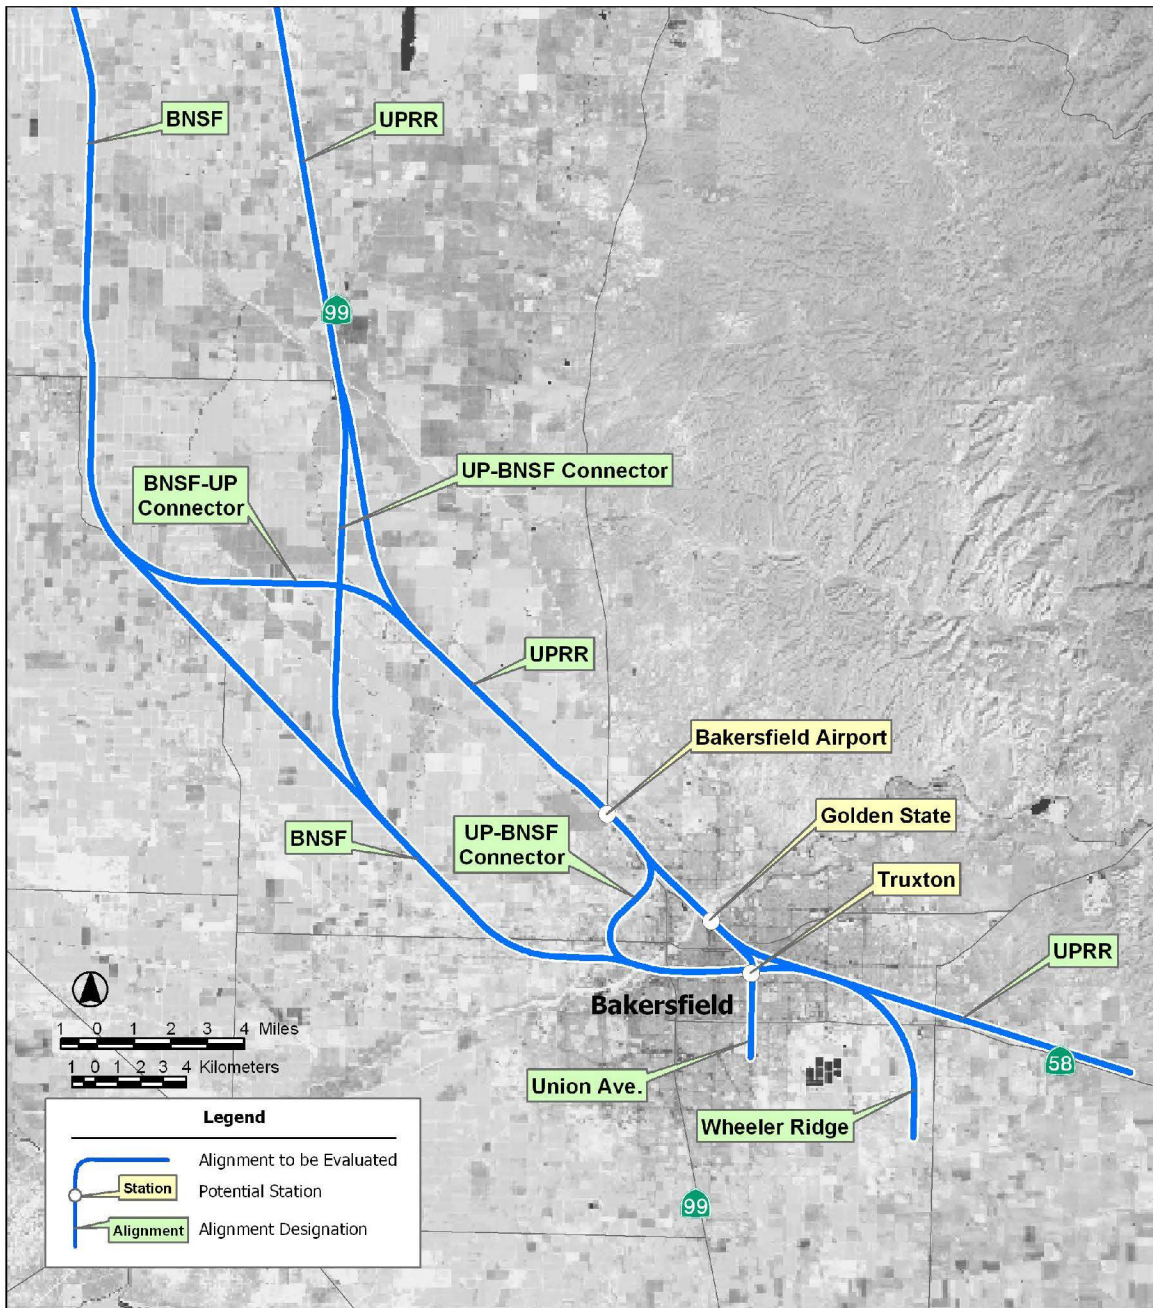 BNSF
UPRR
99
UP-BNSF Connector
BNSF-UP
Connector
UPRR
Bakersfield Airport
Golden State
UP-BNSF
Connector
BNSF
Truxton
UPRR
Bakersfield
1 0 1 2 3 4 Miles
1 0 1 2 3 4 Kilometers
58
Union Ave.
Wheeler Ridge
Legend
Alignment to be Evaluated
Station
Potential Station
Alignment
Alignment Designation
99